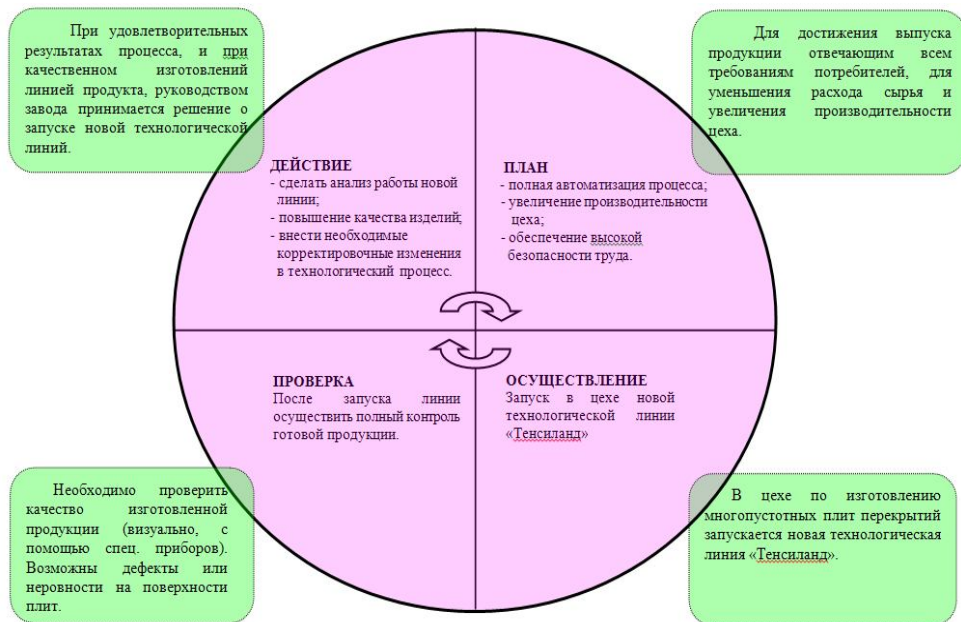 При удовлетворительных
результатах процесса, и при
качественном изготовлений
линией продукта, руководством
завода принимается решение о
запуске новой технологической
линий.
Для достижения выпуска
продукции отвечающим всем
требованиям потребителей, для
уменьшения расхода сырья и
увеличения производительности
цеха.
ДЕЙСТВИЕ
- сделать анализ работы новой
линии;
- повышение качества изделий;
- внести необходимые
корректировочные изменения
в технологический процесс.
ПЛАН
- полная автоматизация процесса;
- увеличение производительности
цеха;
- обеспечение высокой
безопасности труда.
ПРОВЕРКА
После запуска линии
осуществить полный контроль
готовой продукции.
ОСУЩЕСТВЛЕНИЕ
Запуск в цехе новой
технологической линии
«Тенсиланд»
Необходимо проверить
качество изготовленной
продукции (визуально, с
помощью спец. приборов).
Возможны дефекты или
неровности на поверхности
плит.
В цехе по изготовлению
многопустотных плит перекрытий
запускается новая технологическая
линия «Тенсиланд».